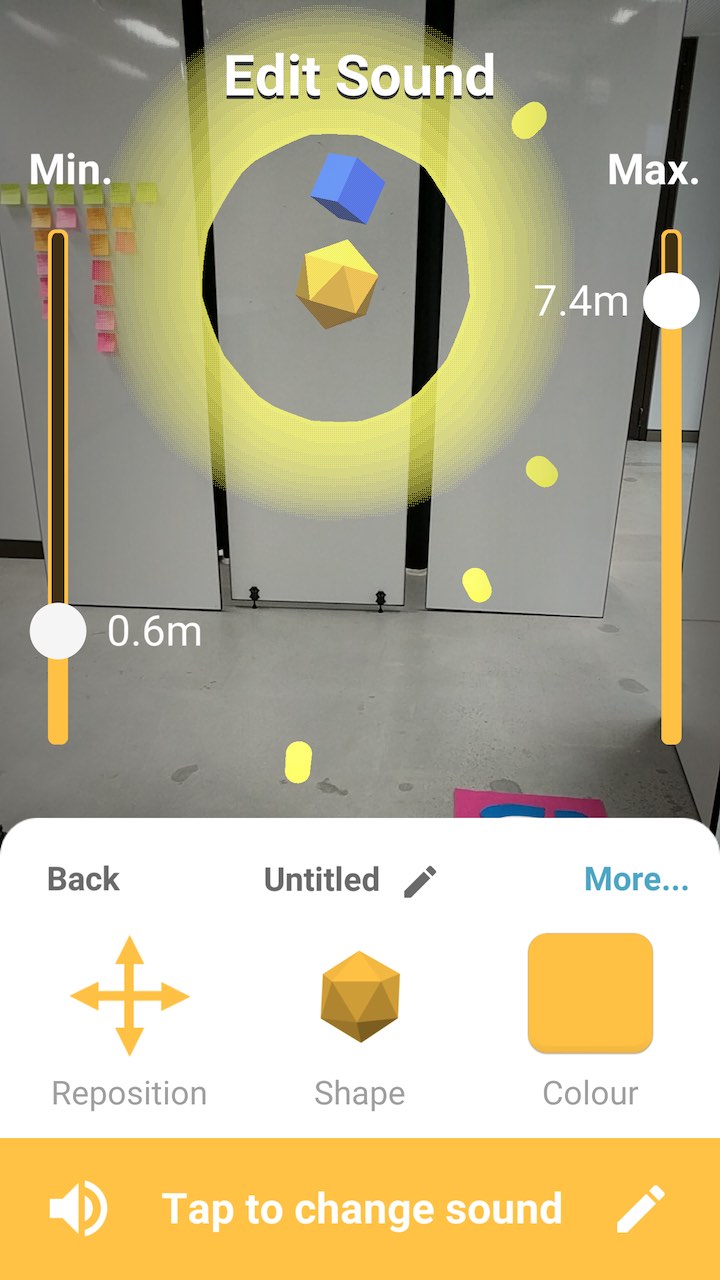 Edit Sound
Min.
Max.
7.4m
0.6m
Back
Untitled
More...
Reposition
Shape
Colour
Tap to change sound